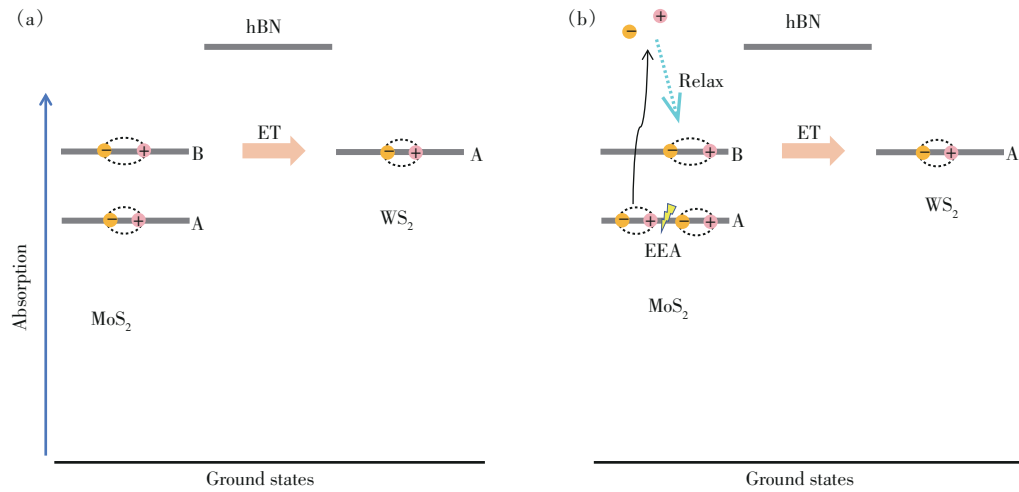 (a)
hBN
ET
B
A
A
WS₂
MoS₂
Absorption
Ground states
(b)
hBN
Relax
ET
B
A
A
WS₂
EEA
MoS₂
Ground states